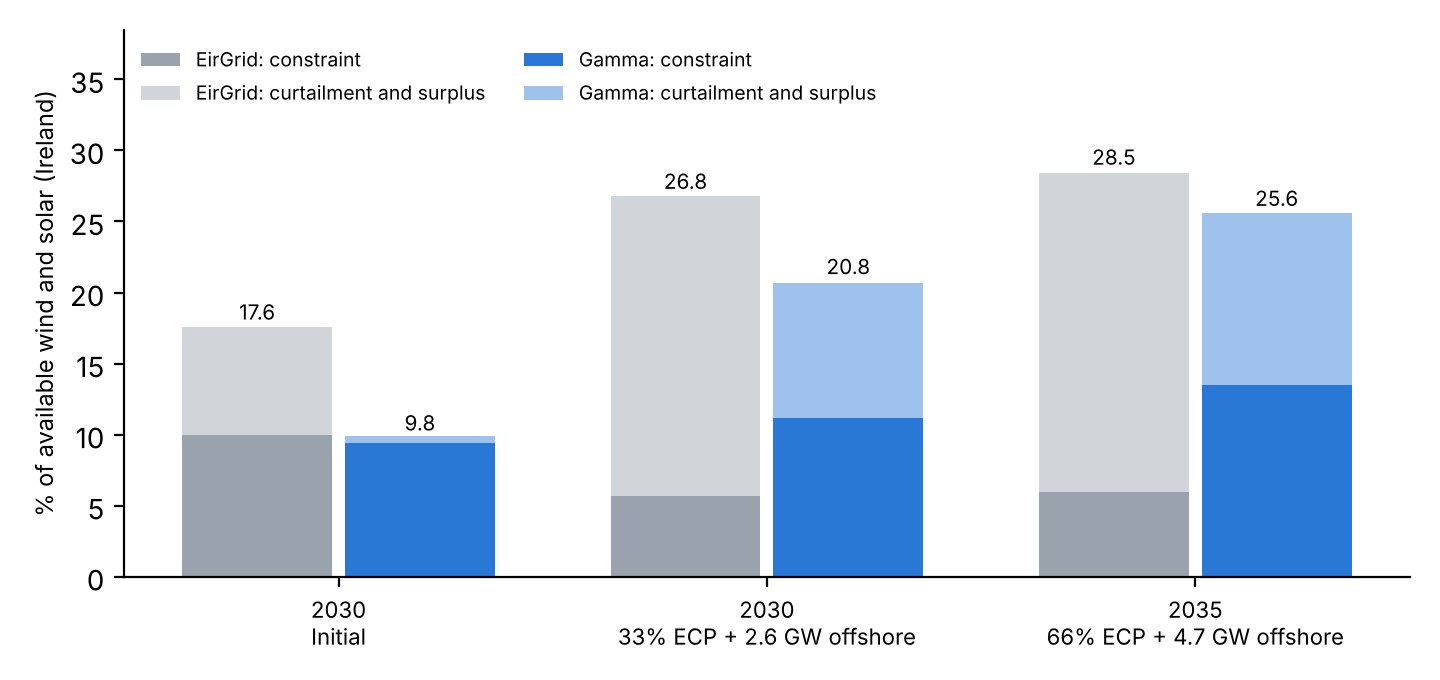 % of available wind and solar (Ireland)
35
30
25
20
15
10
5
0
EirGrid: constraint
EirGrid: curtailment and surplus
Gamma: constraint
Gamma: curtailment and surplus
17.6
9.8
26.8
20.8
28.5
25.6
2030
Initial
2030
33% ECP + 2.6 GW offshore
2035
66% ECP + 4.7 GW offshore